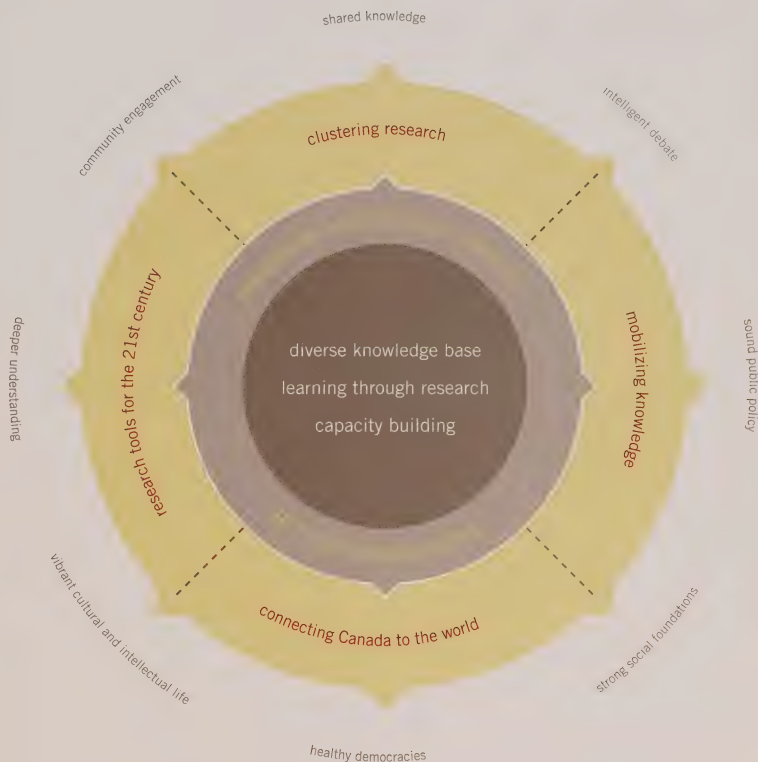 shared knowledge
intelligent debate
sound public policy
strong social foundations
healthy democracies
vibrant cultural and intellectual life
deeper understanding
community engagement
clustering research
mobilizing knowledge
connecting Canada to the world
research tools for the 21st century
diverse knowledge base
learning through research
capacity building